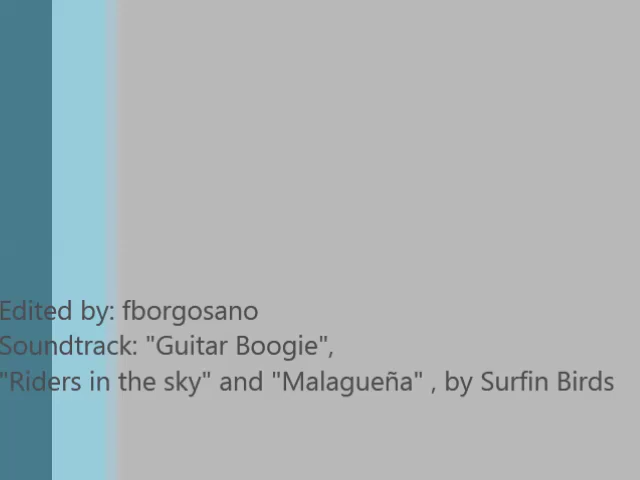 Edited by: fborgosano
Soundtrack: "Guitar Boogie",
"Riders in the sky" and "Malagueña" , by Surfin Birds